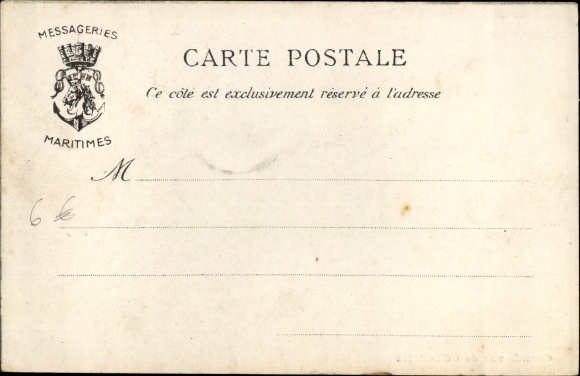 MESSAGERIES
MARITIMES
CARTE POSTALE
Ce côté est exclusivement réservé à l'adresse
M
6 €